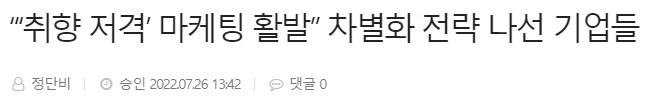 “‘취향 저격’ 마케팅 활발” 차별화 전략 나선 기업들
정단비 | 승인 2022.07.26 13:42 | 댓글 0